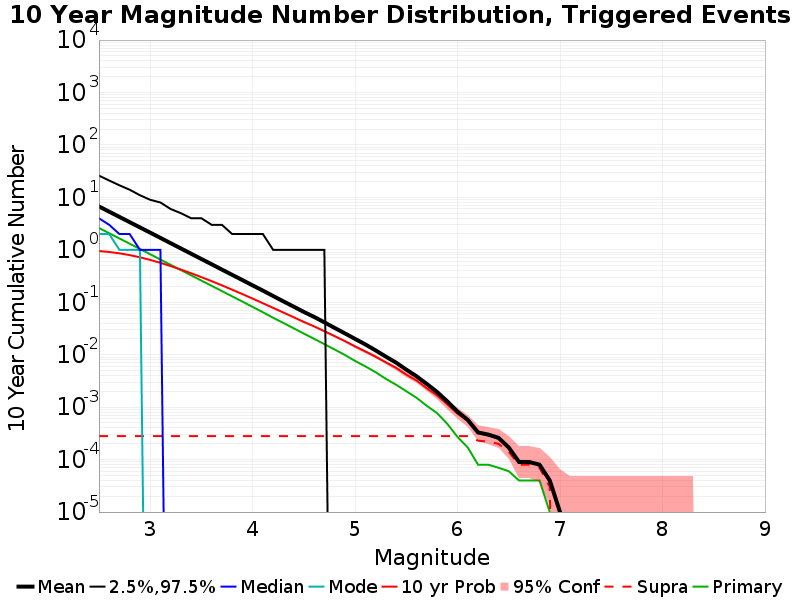 10 Year Magnitude Number Distribution, Triggered Events
10 Year Cumulative Number
10^4
10^3
10^2
10^1
10^0
10^-1
10^-2
10^-3
10^-4
10^-5
3 4 5 6 7 8 9
Magnitude
Mean 2.5%,97.5% Median Mode 10 yr Prob 95% Conf Supra Primary